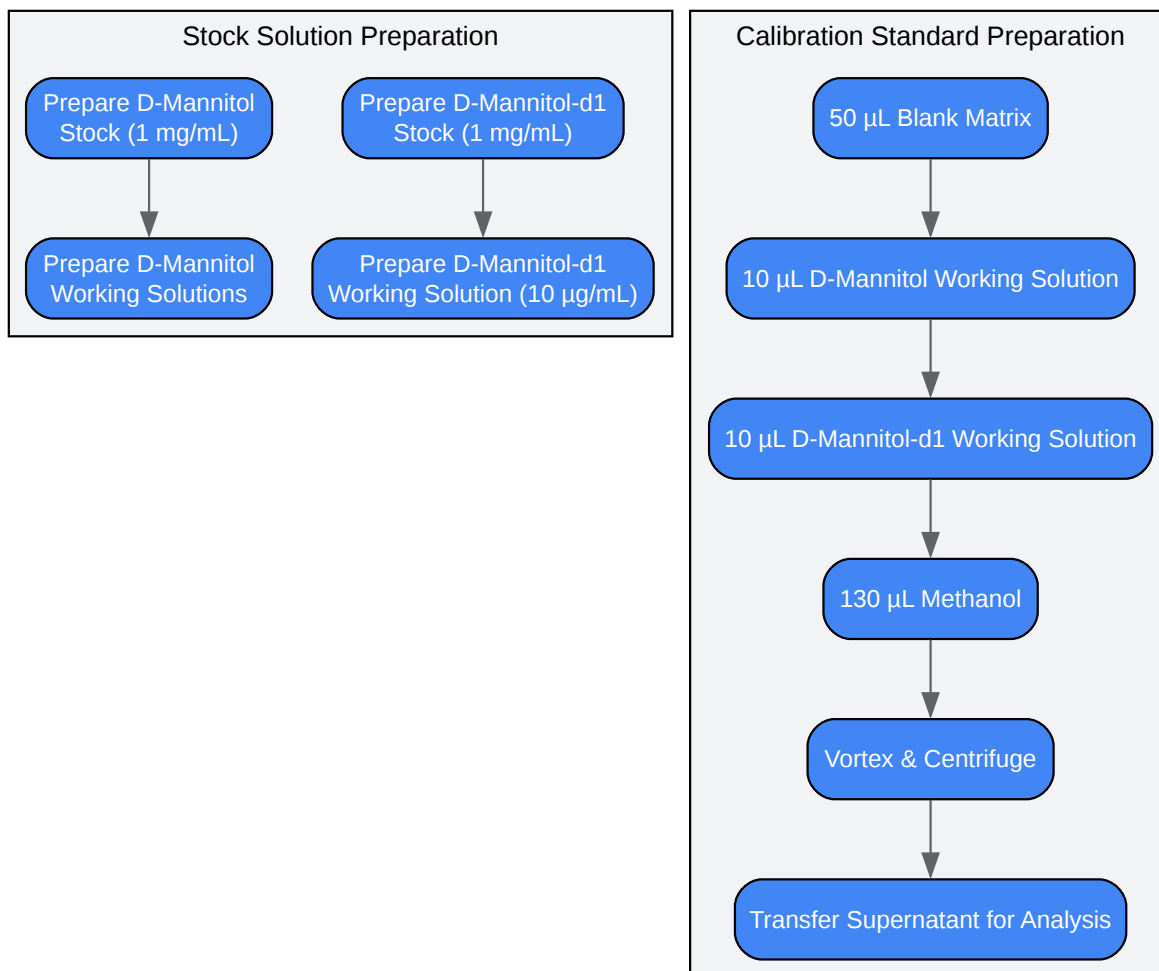 Stock Solution Preparation
Prepare D-Mannitol
Stock (1 mg/mL)
Prepare D-Mannitol-d1
Stock (1 mg/mL)
Prepare D-Mannitol
Working Solutions
Prepare D-Mannitol-d1
Working Solution (10 µg/mL)
Calibration Standard Preparation
50 µL Blank Matrix
10 µL D-Mannitol Working Solution
10 µL D-Mannitol-d1 Working Solution
130 µL Methanol
Vortex & Centrifuge
Transfer Supernatant for Analysis